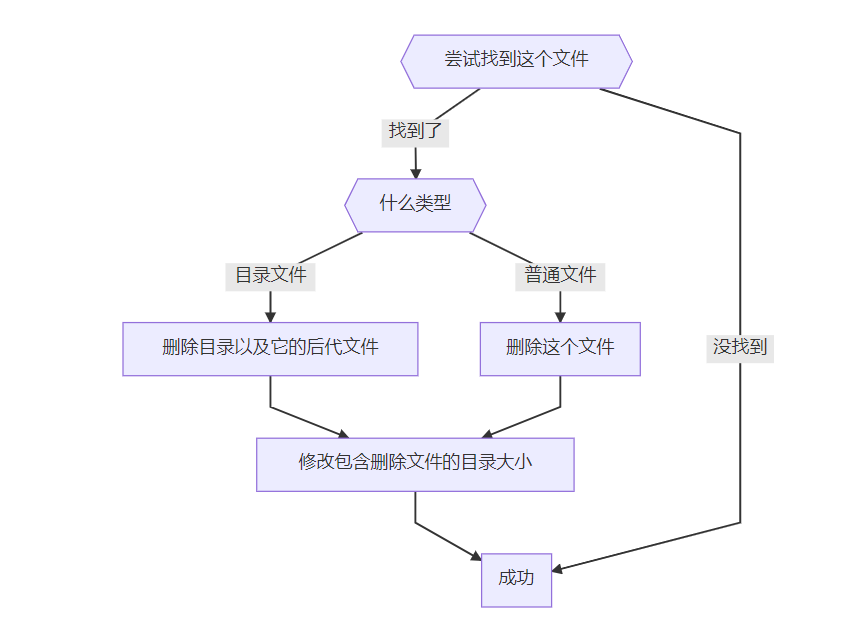 尝试找到这个文件
找到了
什么类型
目录文件
普通文件
删除目录以及它的后代文件
删除这个文件
没找到
修改包含删除文件的目录大小
成功